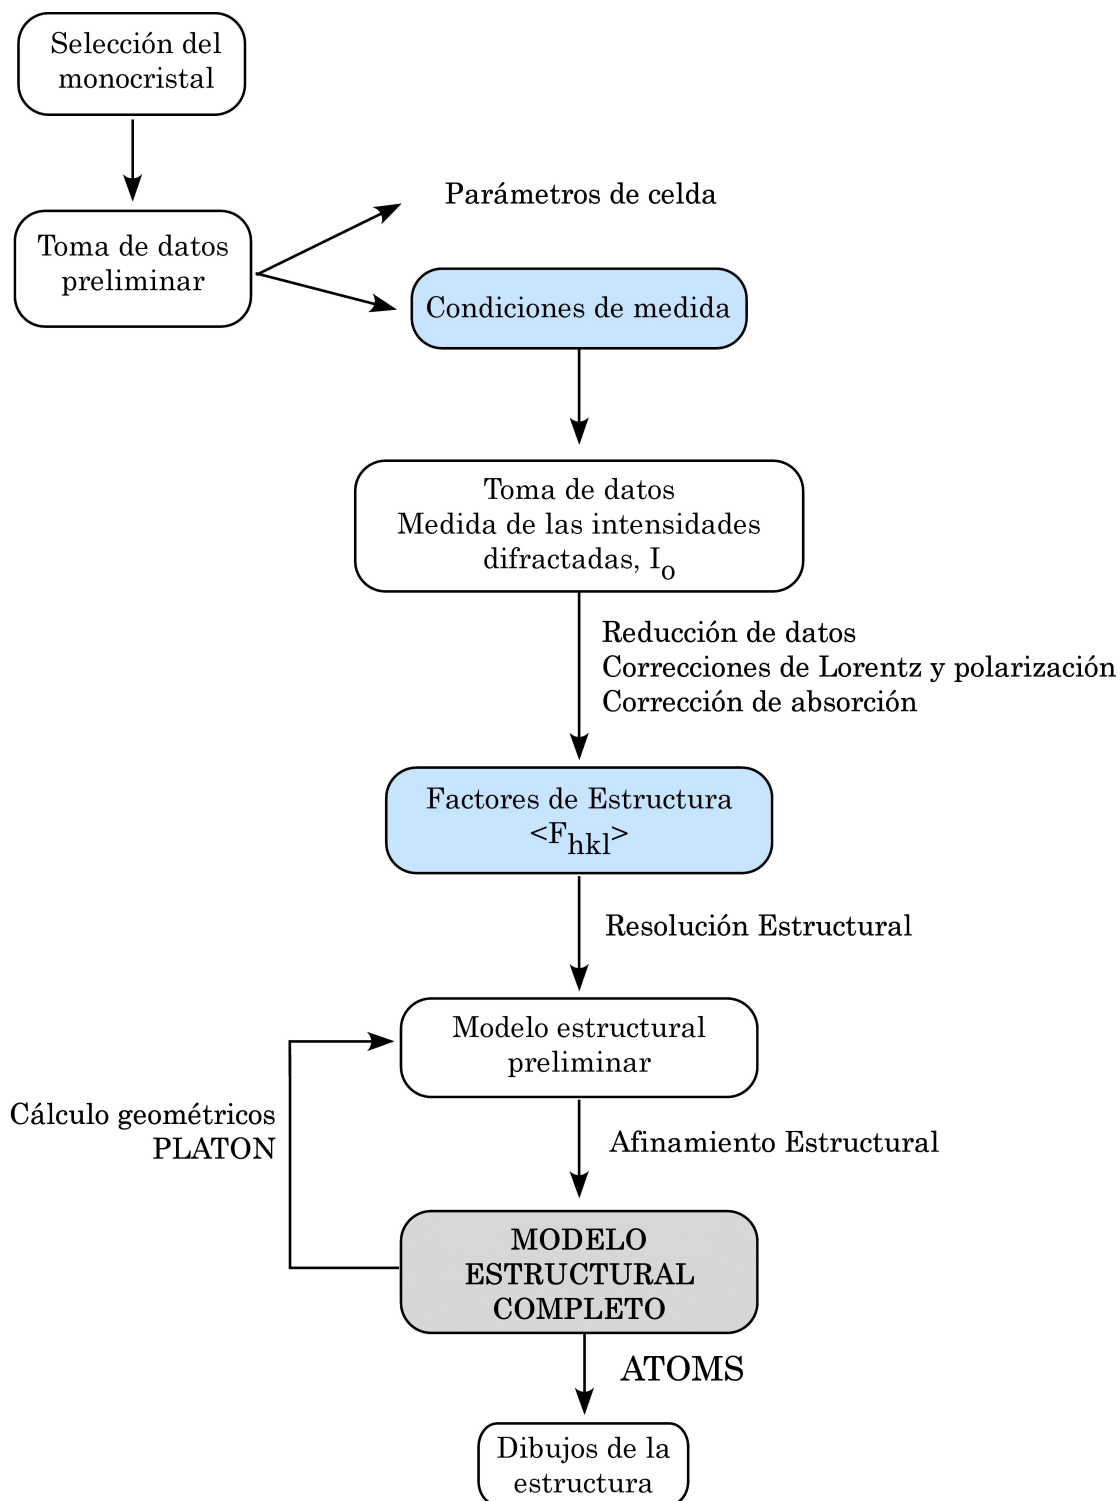 Selección del
monocristal
Toma de datos
preliminar
Parámetros de celda
Condiciones de medida
Toma de datos
Medida de las intensidades
difractadas, Io
Reducción de datos
Correcciones de Lorentz y polarización
Corrección de absorción
Factores de Estructura
<Fhkl>
Resolución Estructural
Modelo estructural
preliminar
Cálculo geométricos
PLATON
Afinamiento Estructural
MODELO
ESTRUCTURAL
COMPLETO
ATOMS
Dibujos de la
estructura